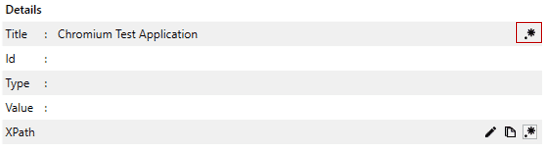 Details
Title : Chromium Test Application
Id :
Type :
Value :
XPath